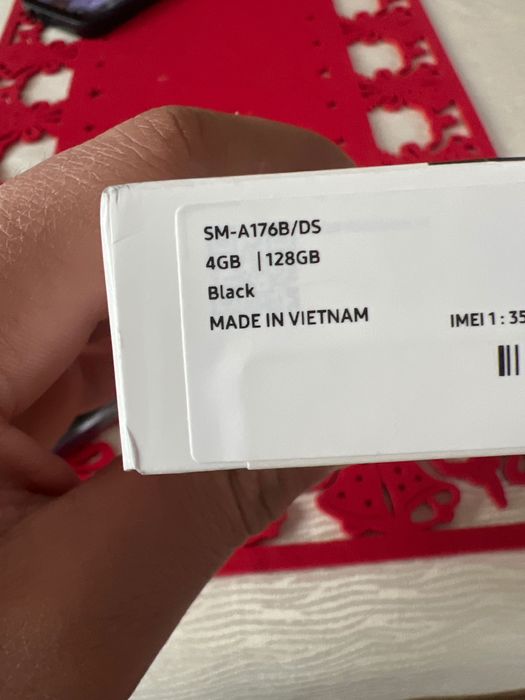 SM-A176B/DS
4GB | 128GB
Black
MADE IN VIETNAM
IMEI 1 : 35